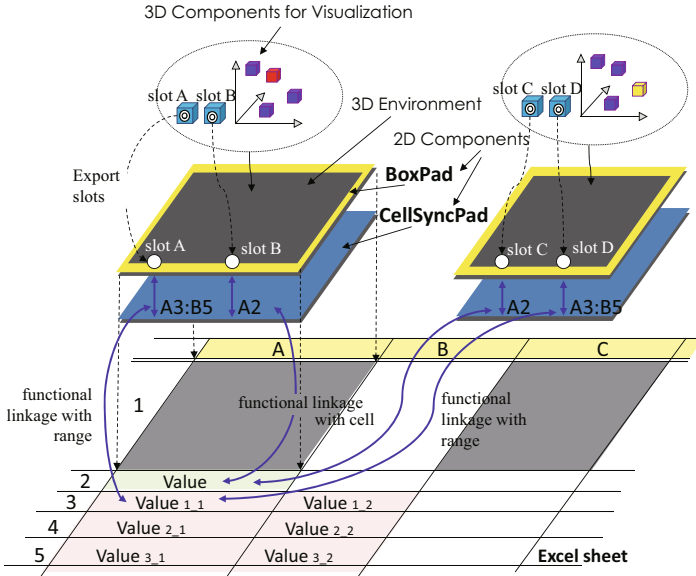 3D Components for Visualization
slot A
slot B
slot C
slot D
3D Environment
2D Components
Export
slots
BoxPad
CellSyncPad
slot A
slot B
slot C
slot D
A3:B5
A2
A2
A3:B5
A
B
C
functional
linkage with
range
1
functional linkage
with cell
functional
linkage with
range
2
Value
3
Value 1_1
Value 1_2
4
Value 2_1
Value 2_2
5
Value 3_1
Value 3_2
Excel sheet